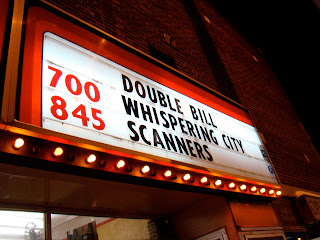 DOUBLE BILL
700 WHISPERING CITY
845 SCANNERS